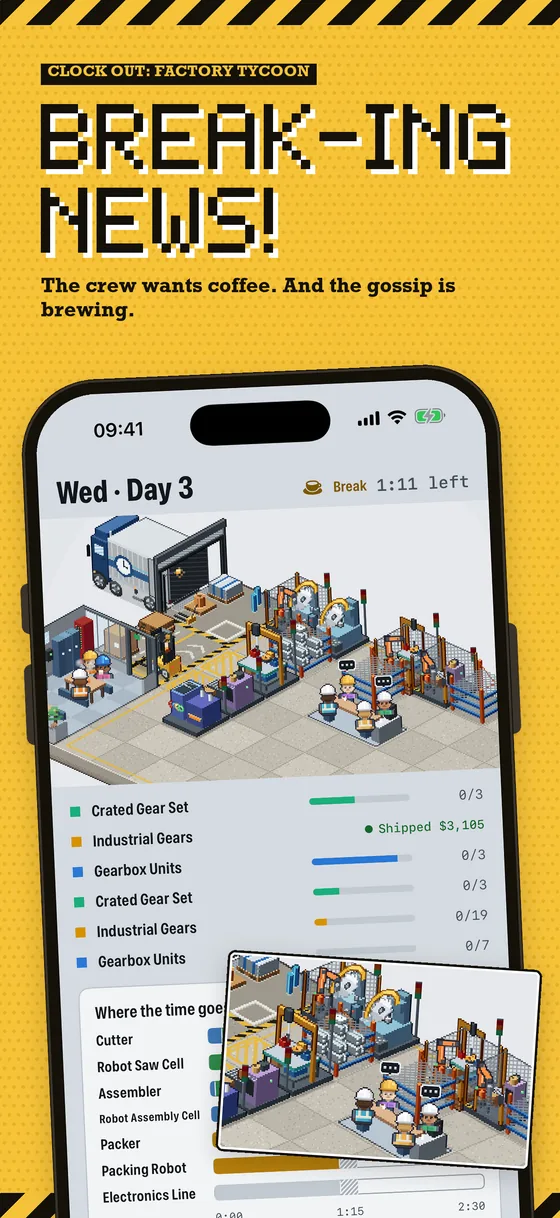 CLOCK OUT: FACTORY TYCOON
BREAK-ING
NEWS!
The crew wants coffee. And the gossip is
brewing.
09:41
Wed · Day 3
Break 1:11 left
Crated Gear Set 0/3
Industrial Gears Shipped $3,105
Gearbox Units 0/3
Crated Gear Set 0/3
Industrial Gears 0/19
Gearbox Units 0/7
Where the time goe
Cutter
Robot Saw Cell
Assembler
Robot Assembly Cell
Packer
Packing Robot
Electronics Line
0:00 1:15 2:30